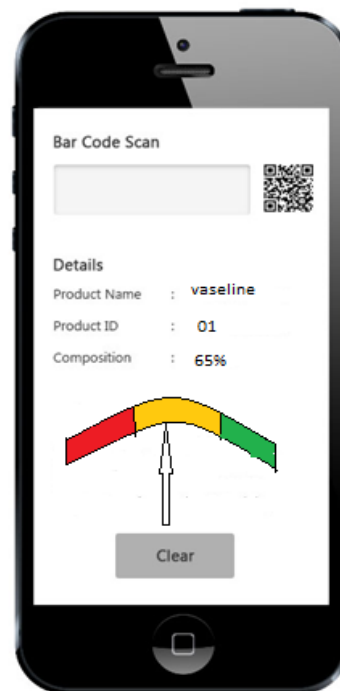 Bar Code Scan
Details
Product Name : vaseline
Product ID : 01
Composition : 65%
Clear